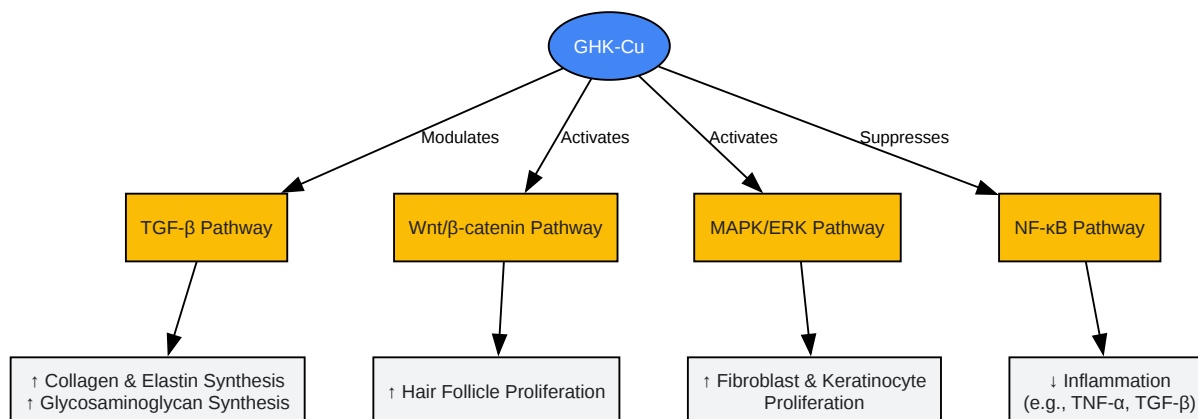 GHK-Cu
Modulates
Activates
Activates
Suppresses
TGF-β Pathway
Wnt/β-catenin Pathway
MAPK/ERK Pathway
NF-κB Pathway
↑ Collagen & Elastin Synthesis
↑ Glycosaminoglycan Synthesis
↑ Hair Follicle Proliferation
↑ Fibroblast & Keratinocyte
Proliferation
↓ Inflammation
(e.g., TNF-α, TGF-β)